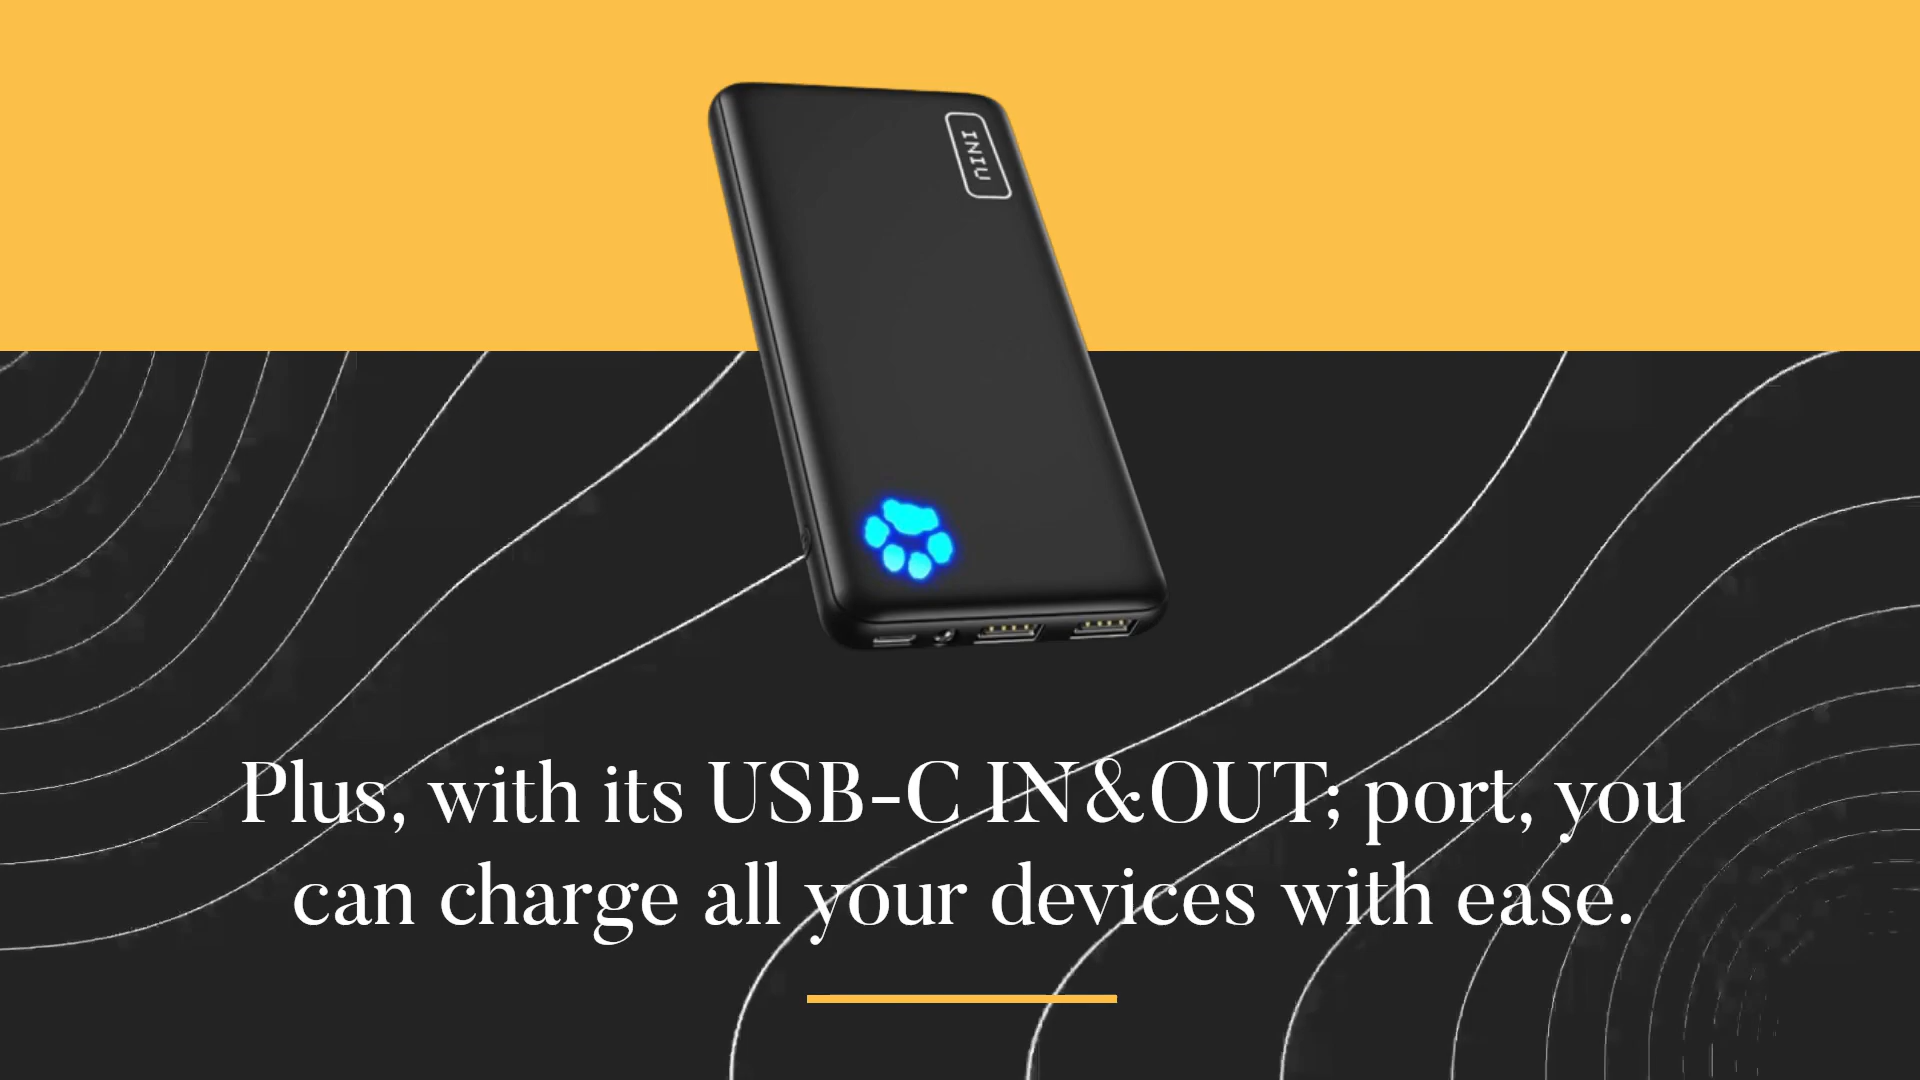 INIU
Plus, with its USB-C IN&OUT; port, you
can charge all your devices with ease.